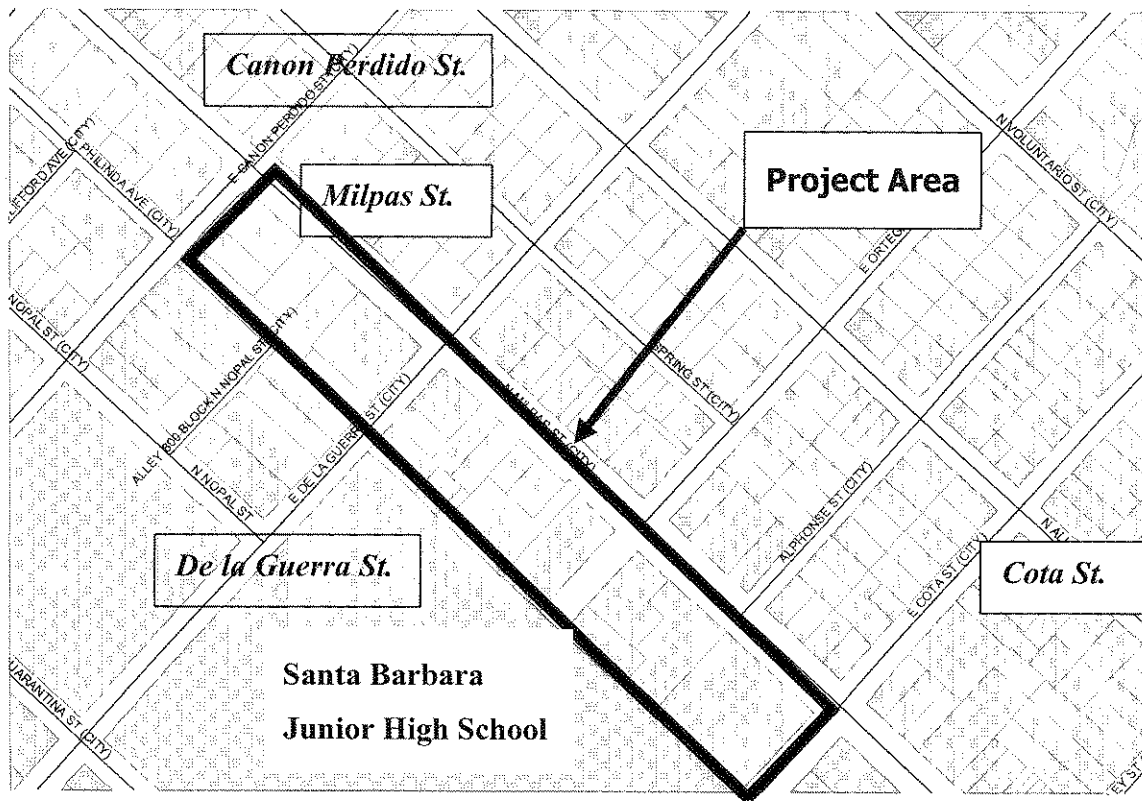 Canon Perdido St.
E CANON PERDIDO ST (CITY)
Milpas St.
Project Area
N VOLUNTARIO ST (CITY)
PHILINDA AVE (CITY)
NOPAL ST (CITY)
ALLEY 800 BLOCK N NOPAL ST (CITY)
N NOPAL ST
E DE LA GUERRA ST (CITY)
N MILPAS ST (CITY)
SPRING ST (CITY)
E ORTEG
ALPHONSE ST (CITY)
E COTA ST (CITY)
De la Guerra St.
Cota St.
Santa Barbara
Junior High School
UARANTINA ST (CITY)